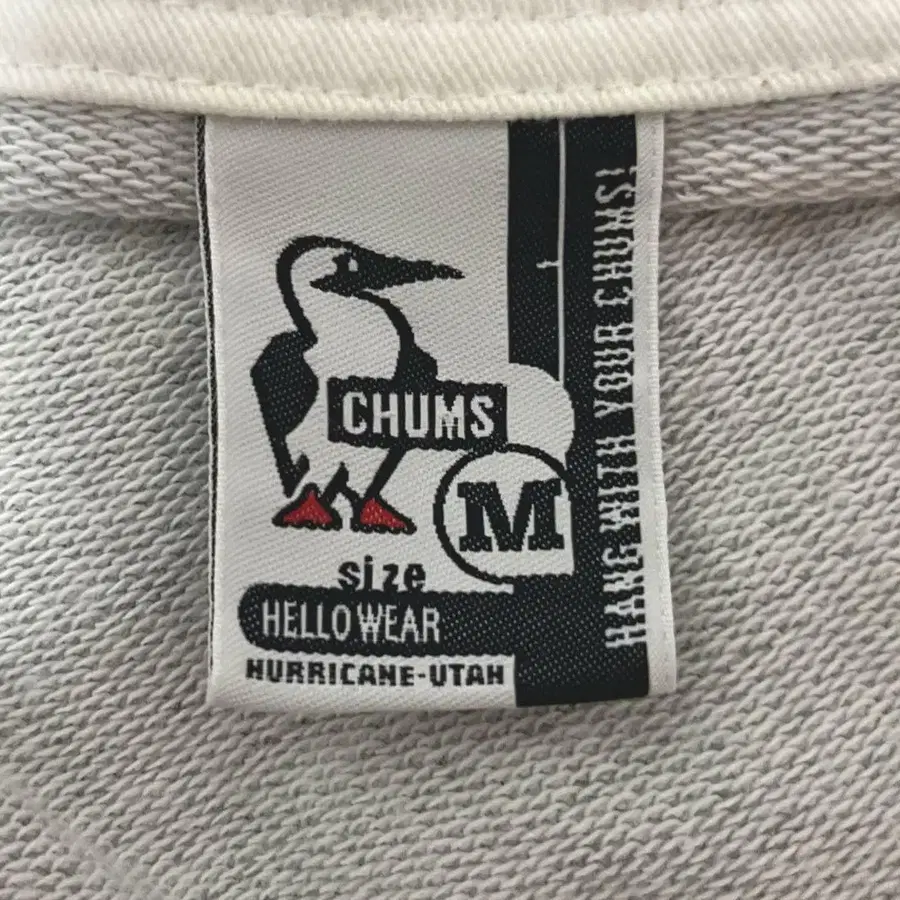 CHUMS
M
size
HELLO WEAR
HURRICANE-UTAH
HANG WITH YOUR CHUMS!